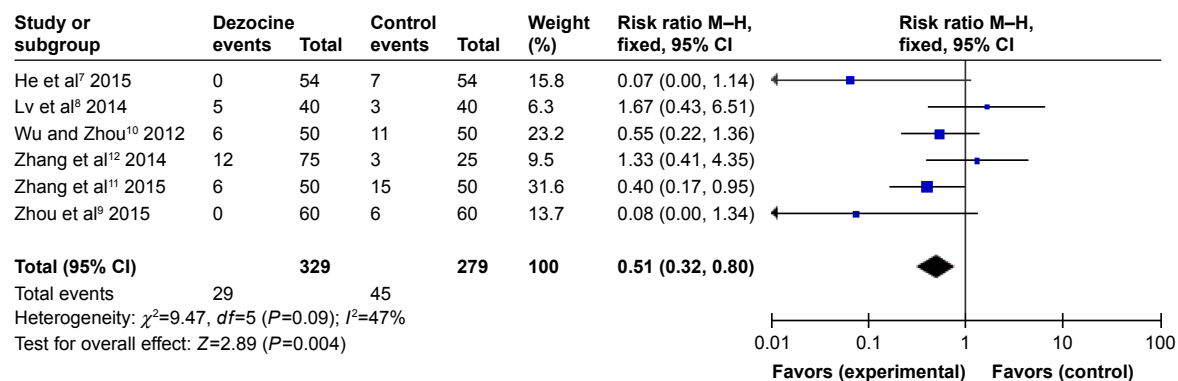 Study or subgroup Dezocine events Total Control events Total Weight (%) Risk ratio M–H, fixed, 95% CI Risk ratio M–H, fixed, 95% CI
He et al⁷ 2015 0 54 7 54 15.8 0.07 (0.00, 1.14)
Lv et al⁸ 2014 5 40 3 40 6.3 1.67 (0.43, 6.51)
Wu and Zhou¹⁰ 2012 6 50 11 50 23.2 0.55 (0.22, 1.36)
Zhang et al¹² 2014 12 75 3 25 9.5 1.33 (0.41, 4.35)
Zhang et al¹¹ 2015 6 50 15 50 31.6 0.40 (0.17, 0.95)
Zhou et al⁹ 2015 0 60 6 60 13.7 0.08 (0.00, 1.34)
Total (95% CI) 329 279 100 0.51 (0.32, 0.80)
Total events 29 45
Heterogeneity: χ²=9.47, df=5 (P=0.09); I²=47%
Test for overall effect: Z=2.89 (P=0.004)
0.01 0.1 1 10 100
Favors (experimental) Favors (control)